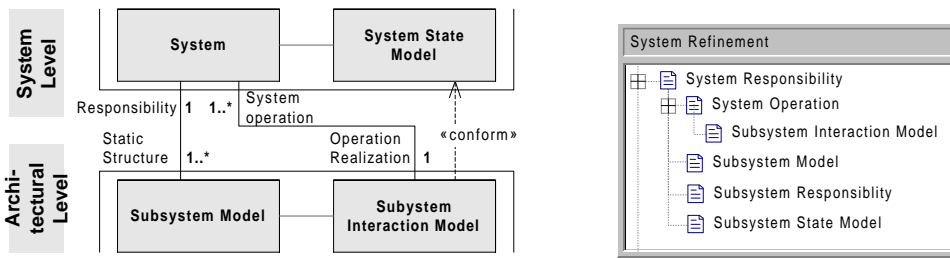 System
Level
System
System State
Model
Responsibility 1 1..* System
operation
Static
Structure 1..*
Operation
Realization 1
«conform»
Archi-
tectural
Level
Subsystem Model
Subystem
Interaction Model
System Refinement
System Responsibility
System Operation
Subsystem Interaction Model
Subsystem Model
Subsystem Responsiblity
Subsystem State Model